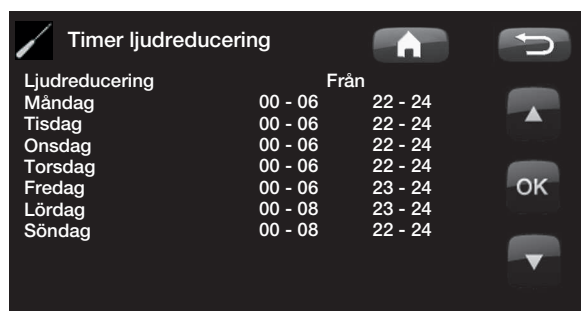 Timer ljudreducering
Ljudreducering Från
Måndag 00 - 06 22 - 24
Tisdag 00 - 06 22 - 24
Onsdag 00 - 06 22 - 24
Torsdag 00 - 06 22 - 24
Fredag 00 - 06 23 - 24
Lördag 00 - 08 23 - 24
Söndag 00 - 08 22 - 24
OK